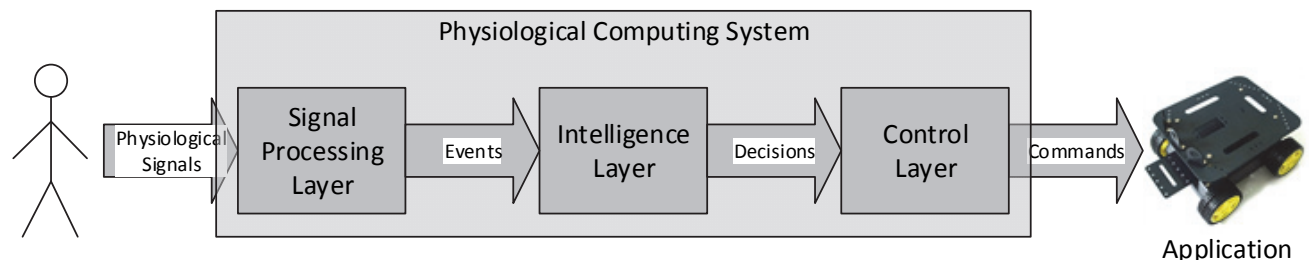 Physiological Computing System
Physiological
Signals
Signal
Processing
Layer
Events
Intelligence
Layer
Decisions
Control
Layer
Commands
Application